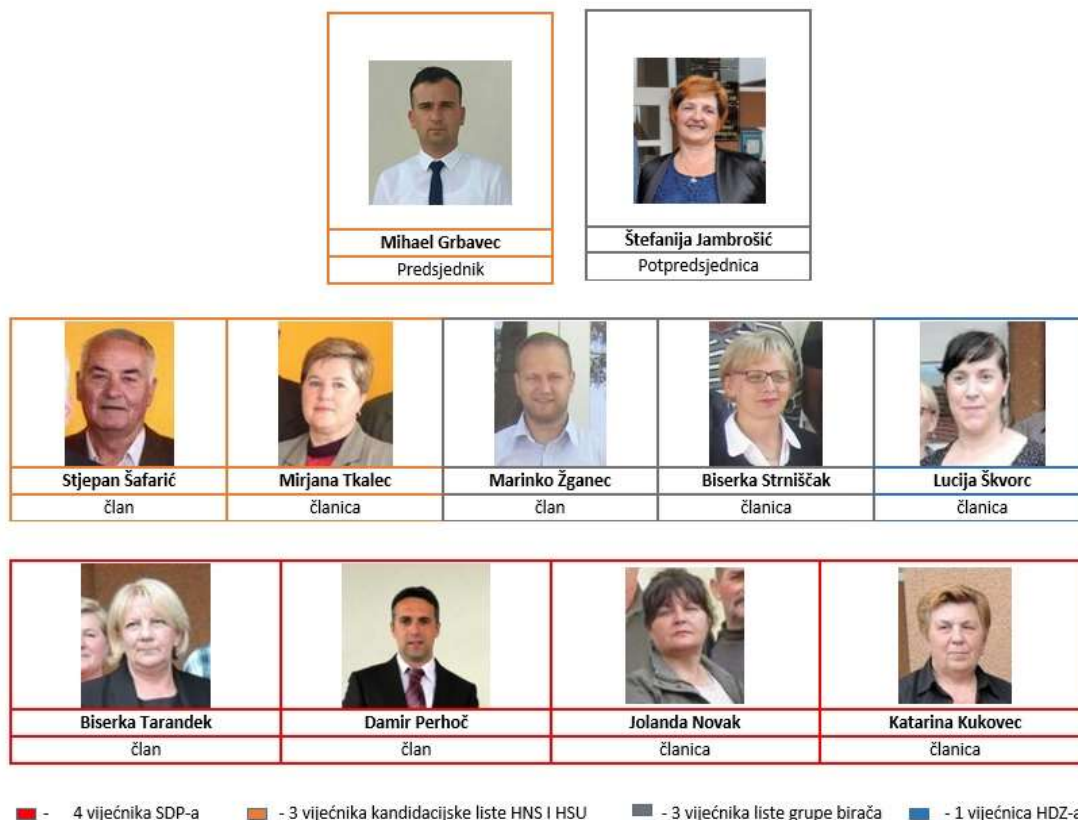 Mihael Grbavec
Predsjednik
Štefanija Jambrošić
Potpredsjednica
Stjepan Šafarić
član
Mirjana Tkalec
članica
Marinko Žganec
član
Biserka Strniščak
članica
Lucija Škvorc
članica
Biserka Tarandek
član
Damir Perhoč
član
Jolanda Novak
članica
Katarina Kukovec
članica
- 4 vijećnika SDP-a
- 3 vijećnika kandidacijske liste HNS I HSU
- 3 vijećnika liste grupe birača
- 1 vijećnica HDZ-a